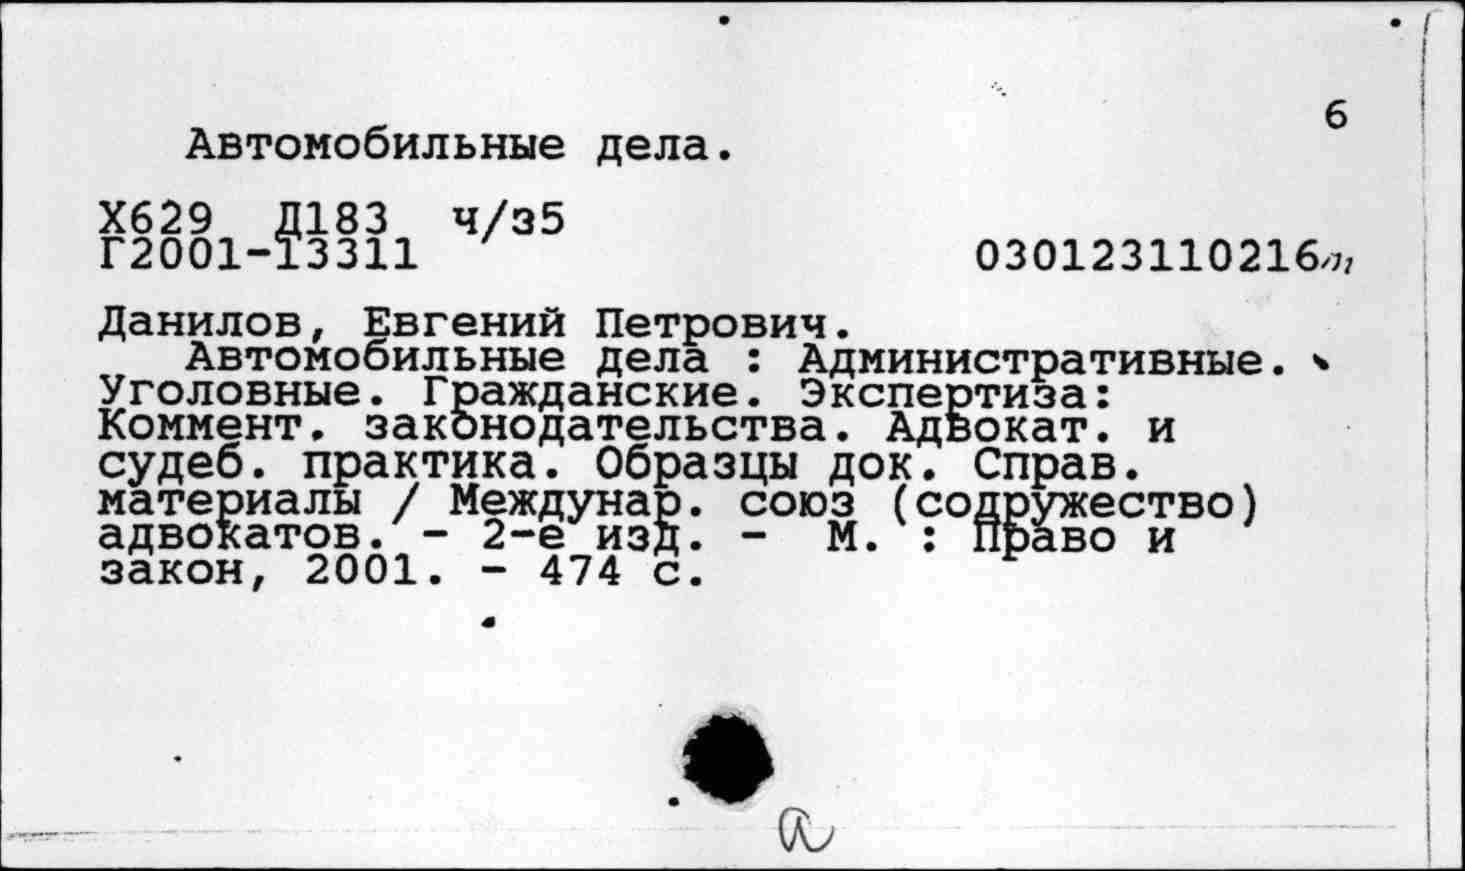 6
Автомобильные дела.
Х629 Д183 ч/з5
Г2001-13311 030123110216
Данилов, Евгений Петрович.
Автомобильные дела : Административные.
Уголовные. Гражданские. Экспертиза:
Коммент. законодательства. Адвокат. и
судеб. практика. Образцы док. Справ.
материалы / Междунар. союз (содружество)
адвокатов. - 2-е изд. - М. : Право и
закон, 2001. - 474 с.